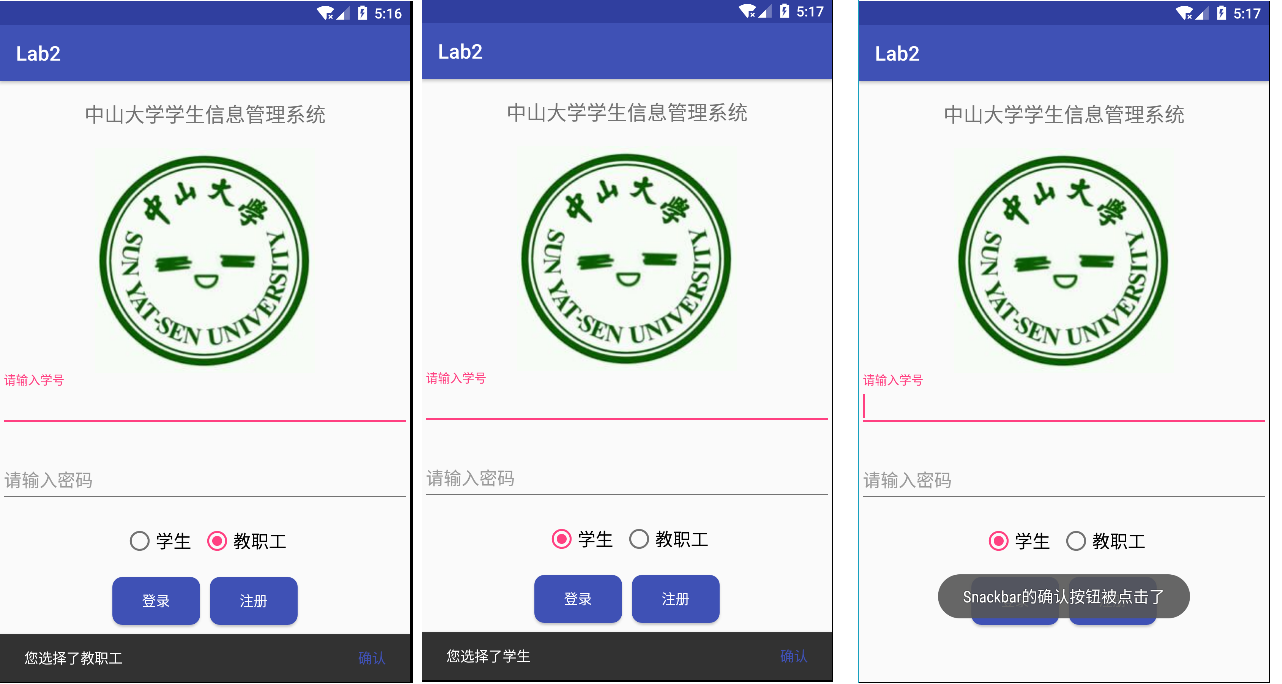 5:16
Lab2
中山大学学生信息管理系统
中山大學
SUN YAT-SEN UNIVERSITY
请输入学号
请输入密码
学生 教职工
登录 注册
您选择了教职工 确认
5:17
Lab2
中山大学学生信息管理系统
中山大學
SUN YAT-SEN UNIVERSITY
请输入学号
请输入密码
学生 教职工
登录 注册
您选择了学生 确认
5:17
Lab2
中山大学学生信息管理系统
中山大學
SUN YAT-SEN UNIVERSITY
请输入学号
请输入密码
学生 教职工
Snackbar的确认按钮被点击了